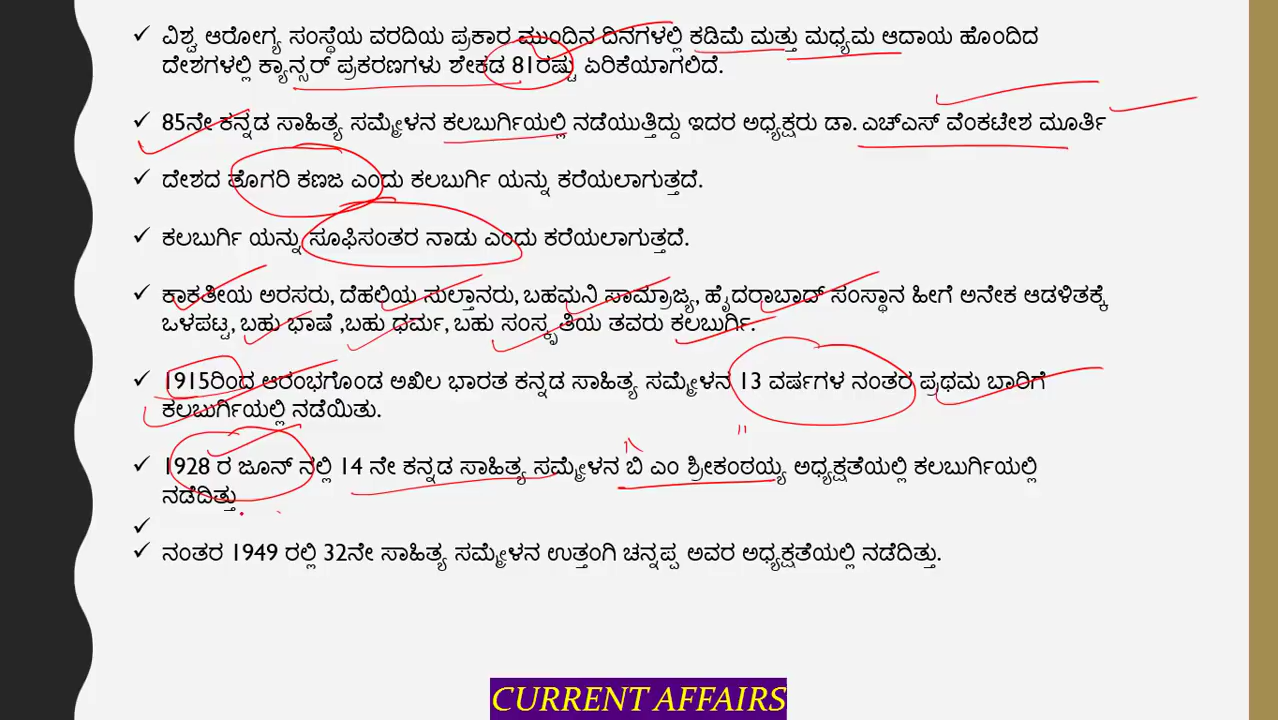 ವಿಶ್ವ ಆರೋಗ್ಯ ಸಂಸ್ಥೆಯ ವರದಿಯ ಪ್ರಕಾರ ಮುಂದಿನ ದಿನಗಳಲ್ಲಿ ಕಡಿಮೆ ಮತ್ತು ಮಧ್ಯಮ ಆದಾಯ ಹೊಂದಿದ
ದೇಶಗಳಲ್ಲಿ ಕ್ಯಾನ್ಸರ್ ಪ್ರಕರಣಗಳು ಶೇಕಡ 81ರಷ್ಟು ಏರಿಕೆಯಾಗಲಿದೆ.
85ನೇ ಕನ್ನಡ ಸಾಹಿತ್ಯ ಸಮ್ಮೇಳನ ಕಲಬುರ್ಗಿಯಲ್ಲಿ ನಡೆಯುತ್ತಿದ್ದು ಇದರ ಅಧ್ಯಕ್ಷರು ಡಾ. ಎಚ್ಎಸ್ ವೆಂಕಟೇಶ ಮೂರ್ತಿ
ದೇಶದ ತೊಗರಿ ಕಣಜ ಎಂದು ಕಲಬುರ್ಗಿ ಯನ್ನು ಕರೆಯಲಾಗುತ್ತದೆ.
ಕಲಬುರ್ಗಿ ಯನ್ನು ಸೂಫಿಸಂತರ ನಾಡು ಎಂದು ಕರೆಯಲಾಗುತ್ತದೆ.
ಕಾಕತೀಯ ಅರಸರು, ದೆಹಲಿಯ ಸುಲ್ತಾನರು, ಬಹಮನಿ ಸಾಮ್ರಾಜ್ಯ, ಹೈದರಾಬಾದ್ ಸಂಸ್ಥಾನ ಹೀಗೆ ಅನೇಕ ಆಡಳಿತಕ್ಕೆ
ಒಳಪಟ್ಟ, ಬಹು ಭಾಷೆ ,ಬಹು ಧರ್ಮ, ಬಹು ಸಂಸ್ಕೃತಿಯ ತವರು ಕಲಬುರ್ಗಿ.
1915ರಿಂದ ಆರಂಭಗೊಂಡ ಅಖಿಲ ಭಾರತ ಕನ್ನಡ ಸಾಹಿತ್ಯ ಸಮ್ಮೇಳನ 13 ವರ್ಷಗಳ ನಂತರ ಪ್ರಥಮ ಬಾರಿಗೆ
ಕಲಬುರ್ಗಿಯಲ್ಲಿ ನಡೆಯಿತು.
1928 ರ ಜೂನ್ ನಲ್ಲಿ 14 ನೇ ಕನ್ನಡ ಸಾಹಿತ್ಯ ಸಮ್ಮೇಳನ ಬಿ ಎಂ ಶ್ರೀಕಂಠಯ್ಯ ಅಧ್ಯಕ್ಷತೆಯಲ್ಲಿ ಕಲಬುರ್ಗಿಯಲ್ಲಿ
ನಡೆದಿತ್ತು.
ನಂತರ 1949 ರಲ್ಲಿ 32ನೇ ಸಾಹಿತ್ಯ ಸಮ್ಮೇಳನ ಉತ್ತಂಗಿ ಚನ್ನಪ್ಪ ಅವರ ಅಧ್ಯಕ್ಷತೆಯಲ್ಲಿ ನಡೆದಿತ್ತು.
CURRENT AFFAIRS